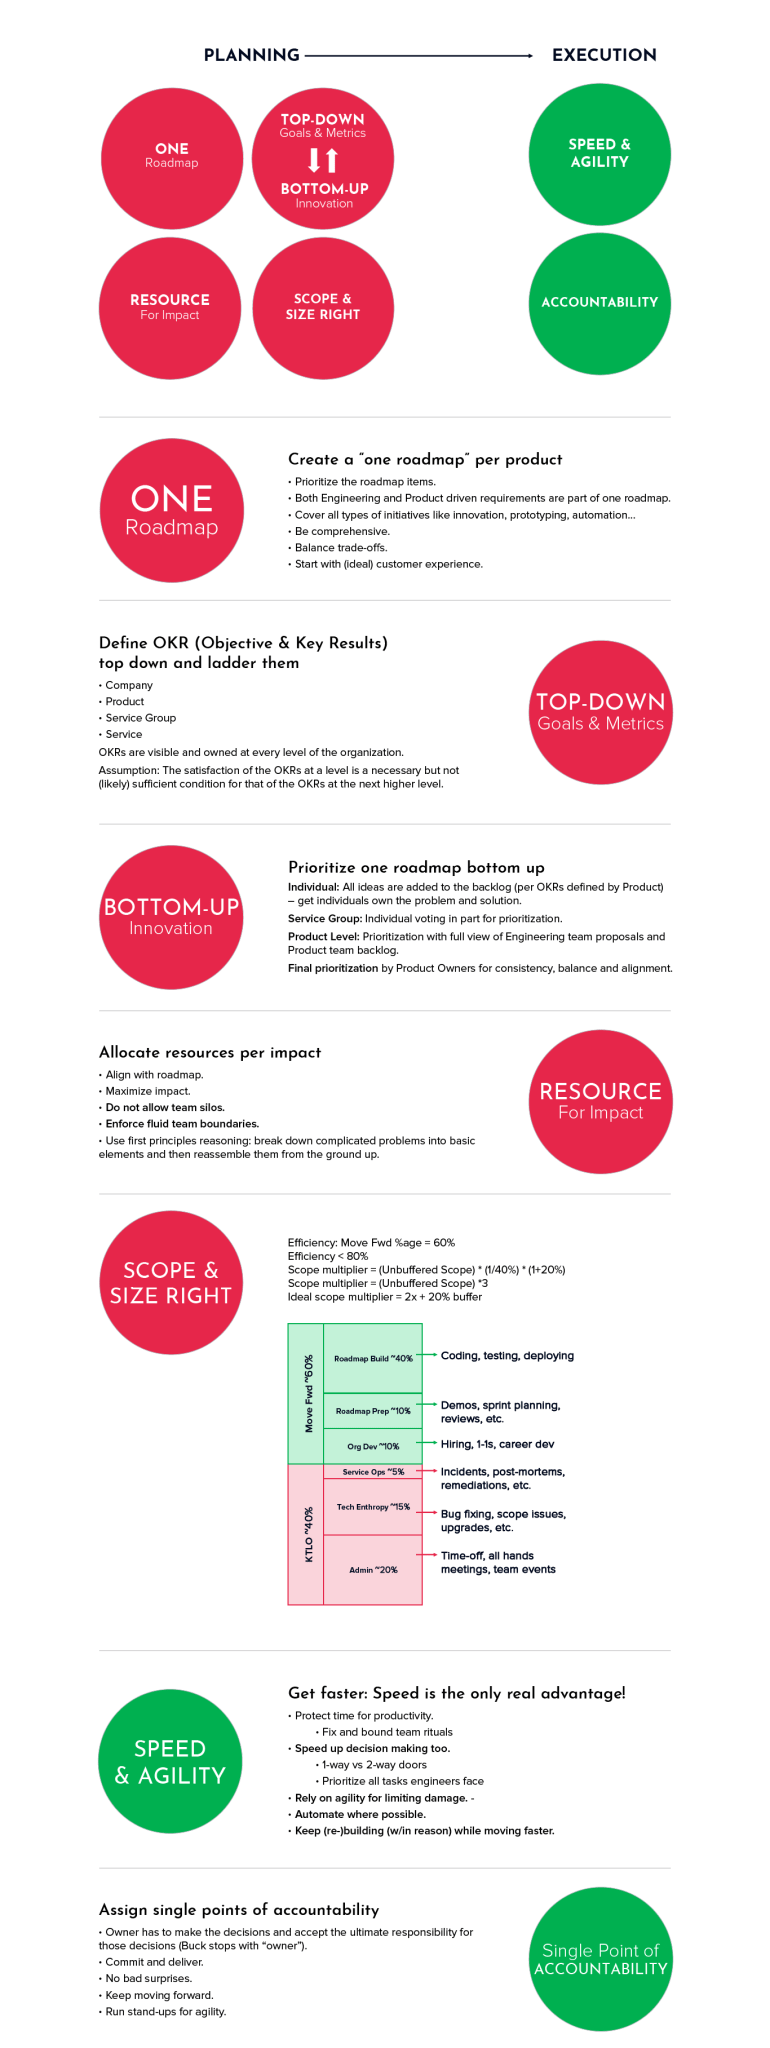 PLANNING
EXECUTION
ONE
Roadmap
TOP-DOWN
Goals & Metrics
BOTTOM-UP
Innovation
SPEED &
AGILITY
RESOURCE
For Impact
SCOPE &
SIZE RIGHT
ACCOUNTABILITY
ONE
Roadmap
Create a "one roadmap" per product
• Prioritize the roadmap items.
• Both Engineering and Product driven requirements are part of one roadmap.
• Cover all types of initiatives like innovation, prototyping, automation...
• Be comprehensive.
• Balance trade-offs.
• Start with (ideal) customer experience.
Define OKR (Objective & Key Results)
top down and ladder them
• Company
• Product
• Service Group
• Service
OKRs are visible and owned at every level of the organization.
Assumption: The satisfaction of the OKRs at a level is a necessary but not
(likely) sufficient condition for that of the OKRs at the next higher level.
TOP-DOWN
Goals & Metrics
BOTTOM-UP
Innovation
Prioritize one roadmap bottom up
Individual: All ideas are added to the backlog (per OKRs defined by Product)
– get individuals own the problem and solution.
Service Group: Individual voting in part for prioritization.
Product Level: Prioritization with full view of Engineering team proposals and
Product team backlog.
Final prioritization by Product Owners for consistency, balance and alignment.
Allocate resources per impact
• Align with roadmap.
• Maximize impact.
• Do not allow team silos.
• Enforce fluid team boundaries.
• Use first principles reasoning: break down complicated problems into basic
elements and then reassemble them from the ground up.
RESOURCE
For Impact
SCOPE &
SIZE RIGHT
Efficiency: Move Fwd %age = 60%
Efficiency < 80%
Scope multiplier = (Unbuffered Scope) * (1/40%) * (1+20%)
Scope multiplier = (Unbuffered Scope) *3
Ideal scope multiplier = 2x + 20% buffer
Move Fwd ~60%
Roadmap Build ~40%
Coding, testing, deploying
Roadmap Prep ~10%
Demos, sprint planning,
reviews, etc.
Org Dev ~10%
Hiring, 1-1s, career dev
KTLO ~40%
Service Ops ~5%
Incidents, post-mortems,
remediations, etc.
Tech Enthropy ~15%
Bug fixing, scope issues,
upgrades, etc.
Admin ~20%
Time-off, all hands
meetings, team events
SPEED
& AGILITY
Get faster: Speed is the only real advantage!
• Protect time for productivity.
• Fix and bound team rituals
• Speed up decision making too.
• 1-way vs 2-way doors
• Prioritize all tasks engineers face
• Rely on agility for limiting damage. -
• Automate where possible.
• Keep (re-)building (w/in reason) while moving faster.
Assign single points of accountability
• Owner has to make the decisions and accept the ultimate responsibility for
those decisions (Buck stops with "owner").
• Commit and deliver.
• No bad surprises.
• Keep moving forward.
• Run stand-ups for agility.
Single Point of
ACCOUNTABILITY